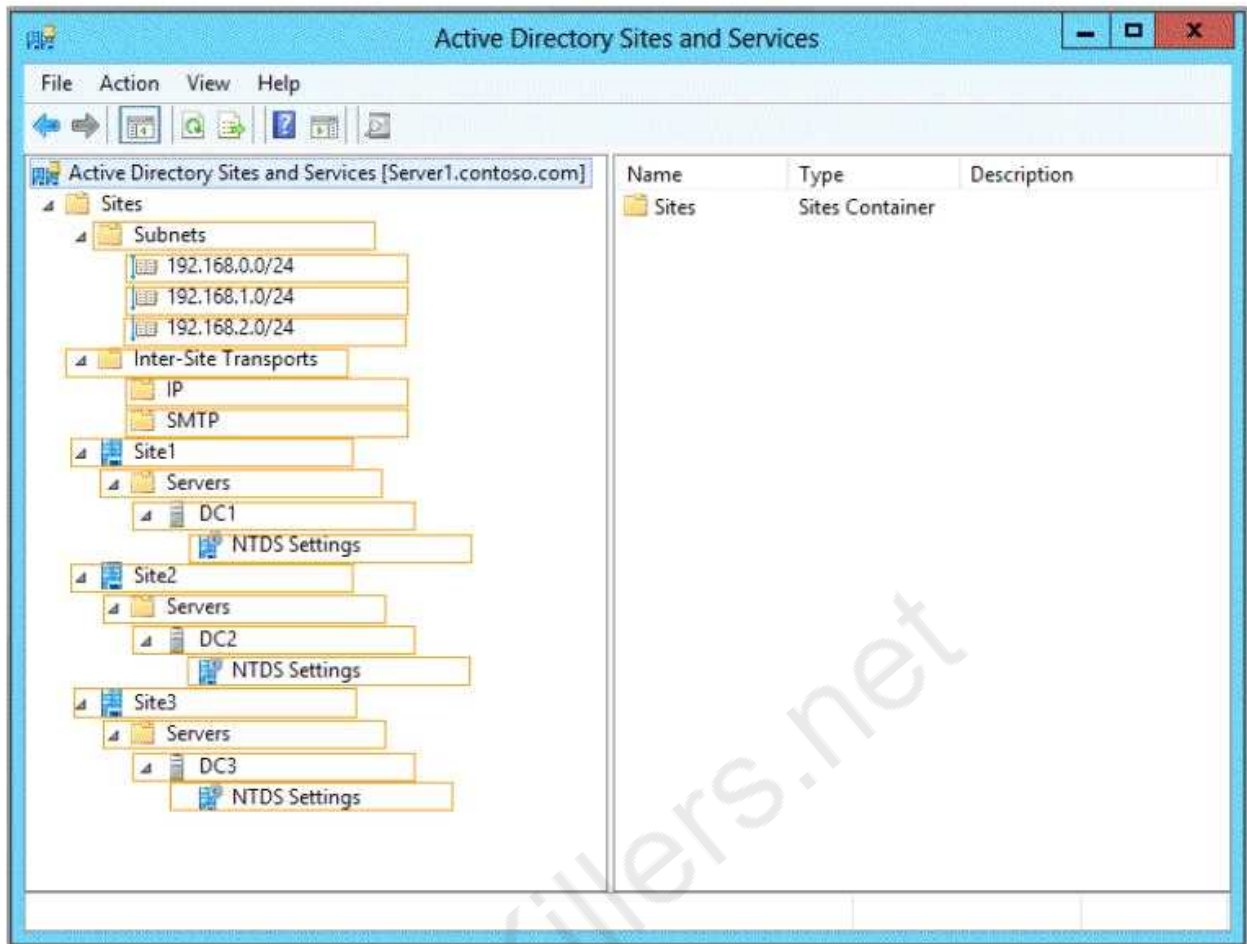 Active Directory Sites and Services
File Action View Help
Active Directory Sites and Services [Server1.contoso.com]
Sites
Subnets
192.168.0.0/24
192.168.1.0/24
192.168.2.0/24
Inter-Site Transports
IP
SMTP
Site1
Servers
DC1
NTDS Settings
Site2
Servers
DC2
NTDS Settings
Site3
Servers
DC3
NTDS Settings
Name Type Description
Sites Sites Container
killers.net